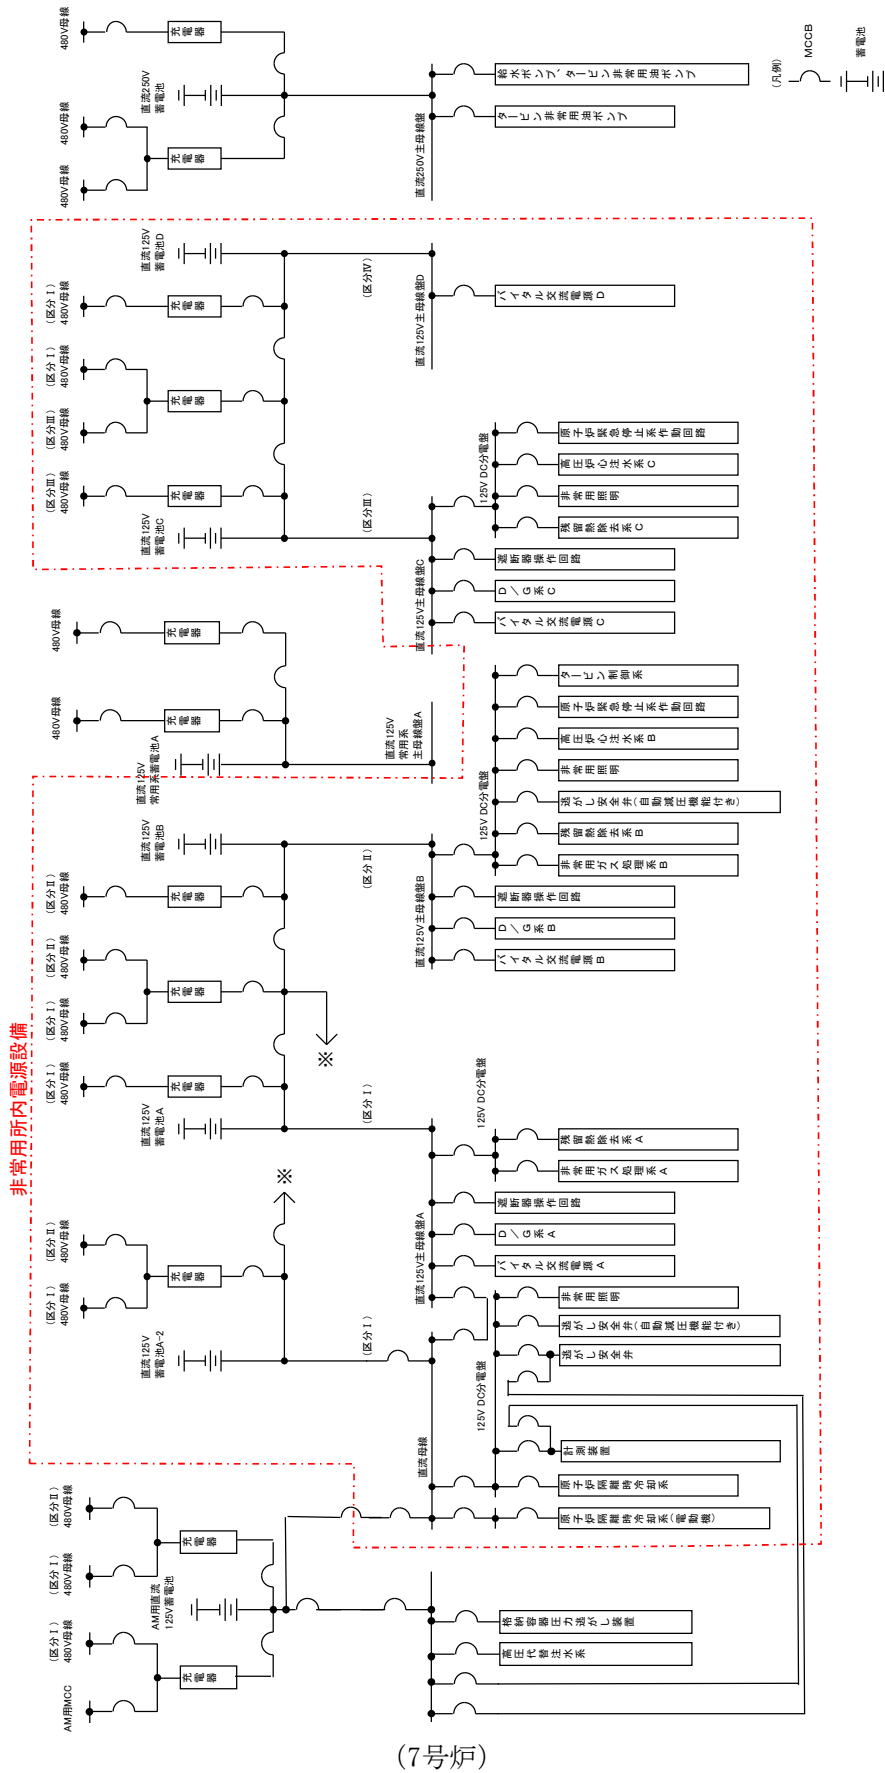 非常用所内電源設備
AM用MCC
(区分Ⅰ)
480V母線
(区分Ⅰ)
480V母線
(区分Ⅱ)
480V母線
充電器
充電器
AM用直流
125V蓄電池
格納容器圧力逃がし装置
高圧代替注水系
(区分Ⅰ)
480V母線
(区分Ⅱ)
480V母線
充電器
直流125V
蓄電池A-2
※
(区分Ⅰ)
直流母線
125V DC分電盤
原子炉隔離時冷却系(電動機)
原子炉隔離時冷却系
計測装置
逃がし安全弁
逃がし安全弁(自動減圧機能付き)
非常用照明
(区分Ⅰ)
480V母線
(区分Ⅰ)
480V母線
(区分Ⅱ)
480V母線
(区分Ⅱ)
480V母線
充電器
充電器
充電器
直流125V
蓄電池A
直流125V
蓄電池B
※
(区分Ⅰ)
直流125V主母線盤A
バイタル交流電源A
D/G系A
遮断器操作回路
125V DC分電盤
非常用ガス処理系A
残留熱除去系A
(区分Ⅱ)
直流125V主母線盤B
バイタル交流電源B
D/G系B
遮断器操作回路
125V DC分電盤
非常用ガス処理系B
残留熱除去系B
逃がし安全弁(自動減圧機能付き)
非常用照明
高圧炉心注水系B
原子炉緊急停止系作動回路
タービン制御系
480V母線
480V母線
充電器
充電器
直流125V
常用系蓄電池A
直流125V
常用系
主母線盤A
(区分Ⅲ)
480V母線
(区分Ⅲ)
480V母線
(区分Ⅰ)
480V母線
(区分Ⅰ)
480V母線
充電器
充電器
充電器
直流125V
蓄電池C
直流125V
蓄電池D
(区分Ⅲ)
直流125V主母線盤C
バイタル交流電源C
D/G系C
遮断器操作回路
125V DC分電盤
残留熱除去系C
非常用照明
高圧炉心注水系C
原子炉緊急停止系作動回路
(区分Ⅳ)
直流125V主母線盤D
バイタル交流電源D
480V母線
480V母線
480V母線
充電器
充電器
直流250V
蓄電池
直流250V主母線盤
タービン非常用油ポンプ
給水ポンプ、タービン非常用油ポンプ
(凡例)
MCCB
蓄電池
(7号炉)